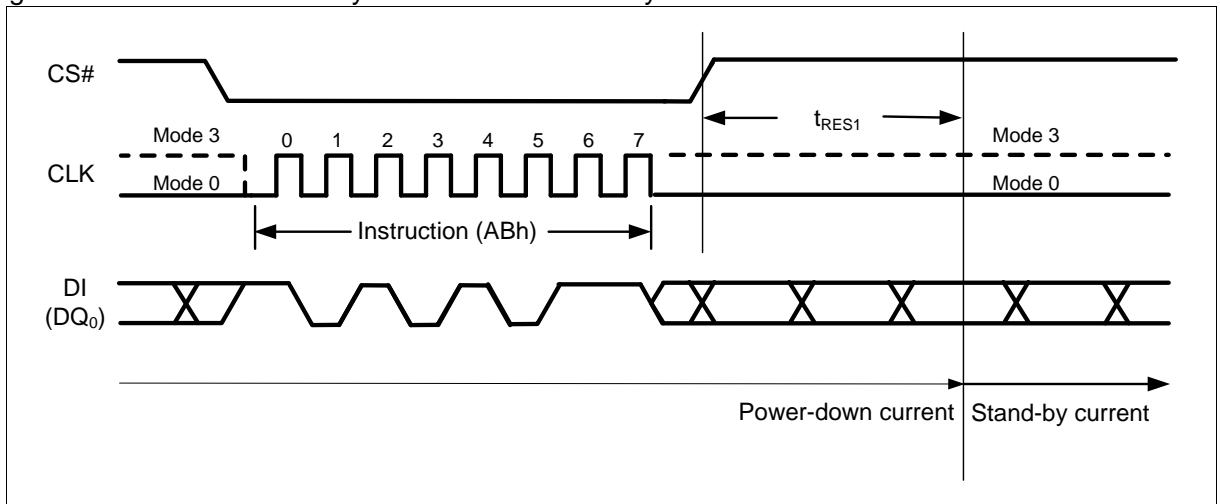 CS#
tRES1
Mode 3 0 1 2 3 4 5 6 7 Mode 3
CLK
Mode 0 Mode 0
Instruction (ABh)
DI
(DQ0)
Power-down current Stand-by current